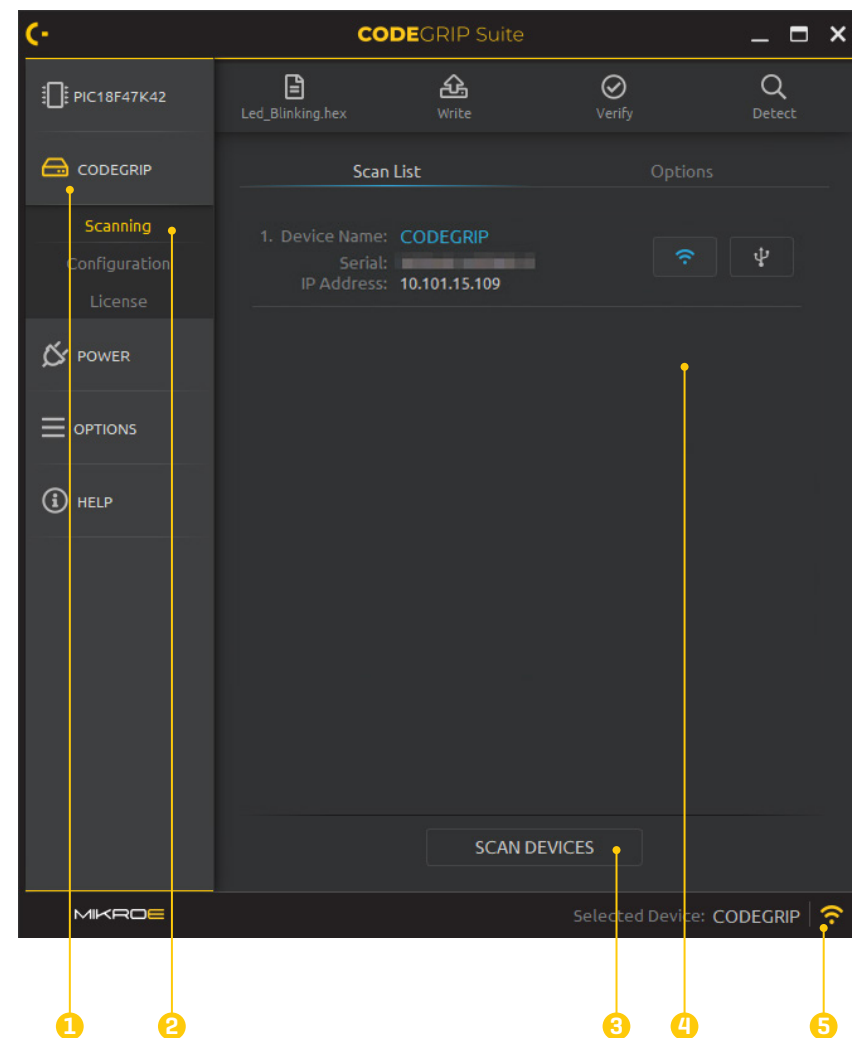 CODEGRIP Suite
PIC18F47K42
Led_Blinking.hex Write Verify Detect
CODEGRIP
Scan List Options
Scanning
Configuration
License
1. Device Name: CODEGRIP
Serial:
IP Address: 10.101.15.109
POWER
OPTIONS
HELP
SCAN DEVICES
MIKROE
Selected Device: CODEGRIP
1 2 3 4 5